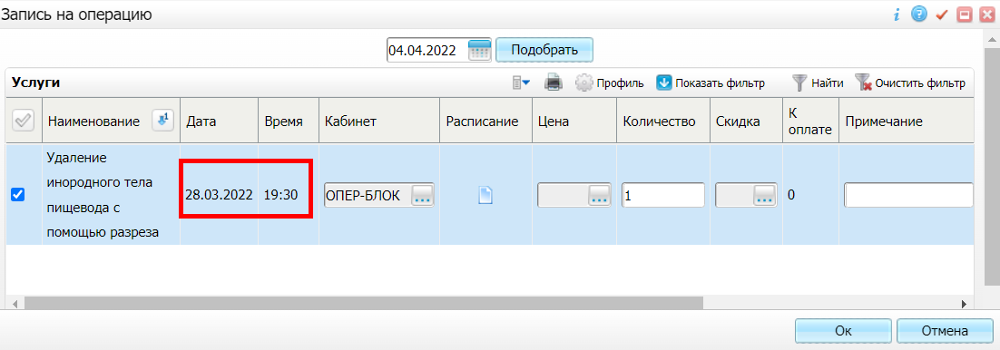 Запись на операцию
04.04.2022 Подобрать
Услуги Профиль Показать фильтр Найти Очистить фильтр
Наименование Дата Время Кабинет Расписание Цена Количество Скидка К оплате Примечание
Удаление
инородного тела
пищевода с
помощью разреза
28.03.2022 19:30 ОПЕР-БЛОК ... ... 1 ... 0
Ок Отмена